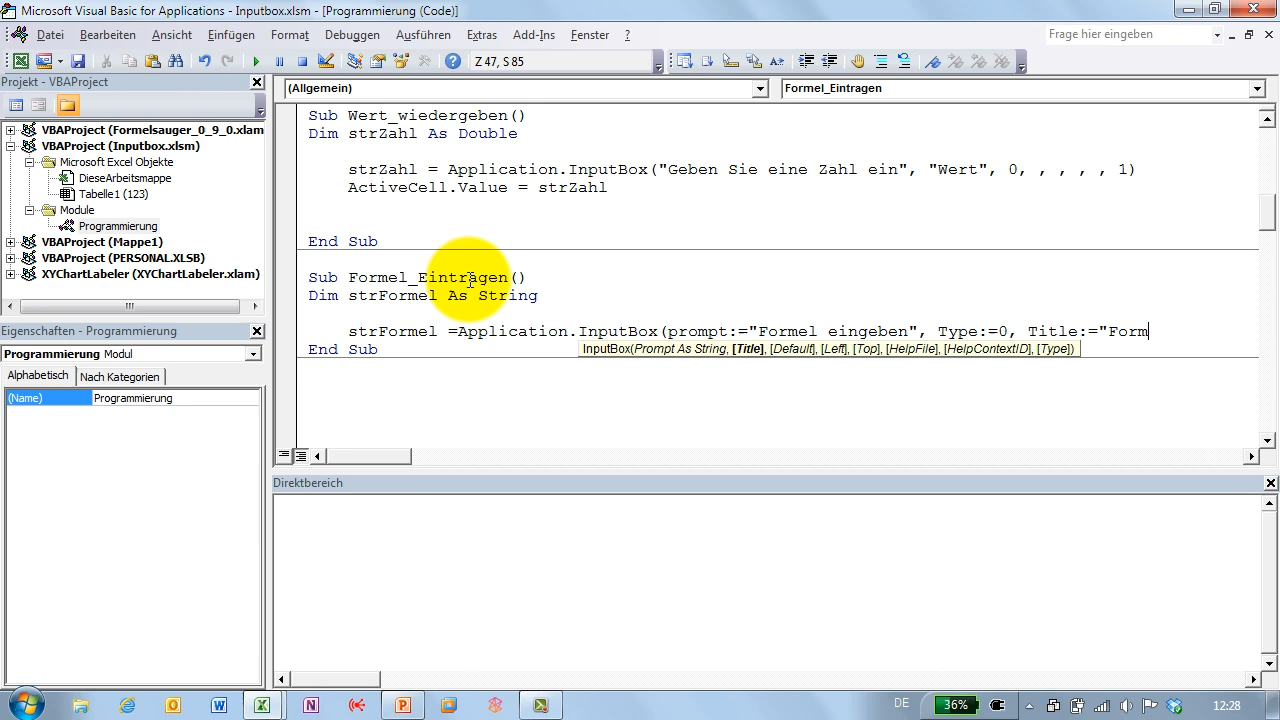 Microsoft Visual Basic for Applications - Inputbox.xlsm - [Programmierung (Code)]
Datei Bearbeiten Ansicht Einfügen Format Debuggen Ausführen Extras Add-Ins Fenster ? Frage hier eingeben
Z 47, S 85
Projekt - VBAProject
(Allgemein) Formel_Eintragen
VBAProject (Formelsauger_0_9_0.xlam
VBAProject (Inputbox.xlsm)
Microsoft Excel Objekte
DieseArbeitsmappe
Tabelle1 (123)
Module
Programmierung
VBAProject (Mappe1)
VBAProject (PERSONAL.XLSB)
XYChartLabeler (XYChartLabeler.xlam)
Sub Wert_wiedergeben()
Dim strZahl As Double
strZahl = Application.InputBox("Geben Sie eine Zahl ein", "Wert", 0, , , , , 1)
ActiveCell.Value = strZahl
End Sub
Sub Formel_Eintragen()
Dim strFormel As String
strFormel =Application.InputBox(prompt:="Formel eingeben", Type:=0, Title:="Form
End Sub
InputBox(Prompt As String, [Title], [Default], [Left], [Top], [HelpFile], [HelpContextID], [Type])
Eigenschaften - Programmierung
Programmierung Modul
Alphabetisch Nach Kategorien
(Name) Programmierung
Direktbereich
DE 36% 12:28